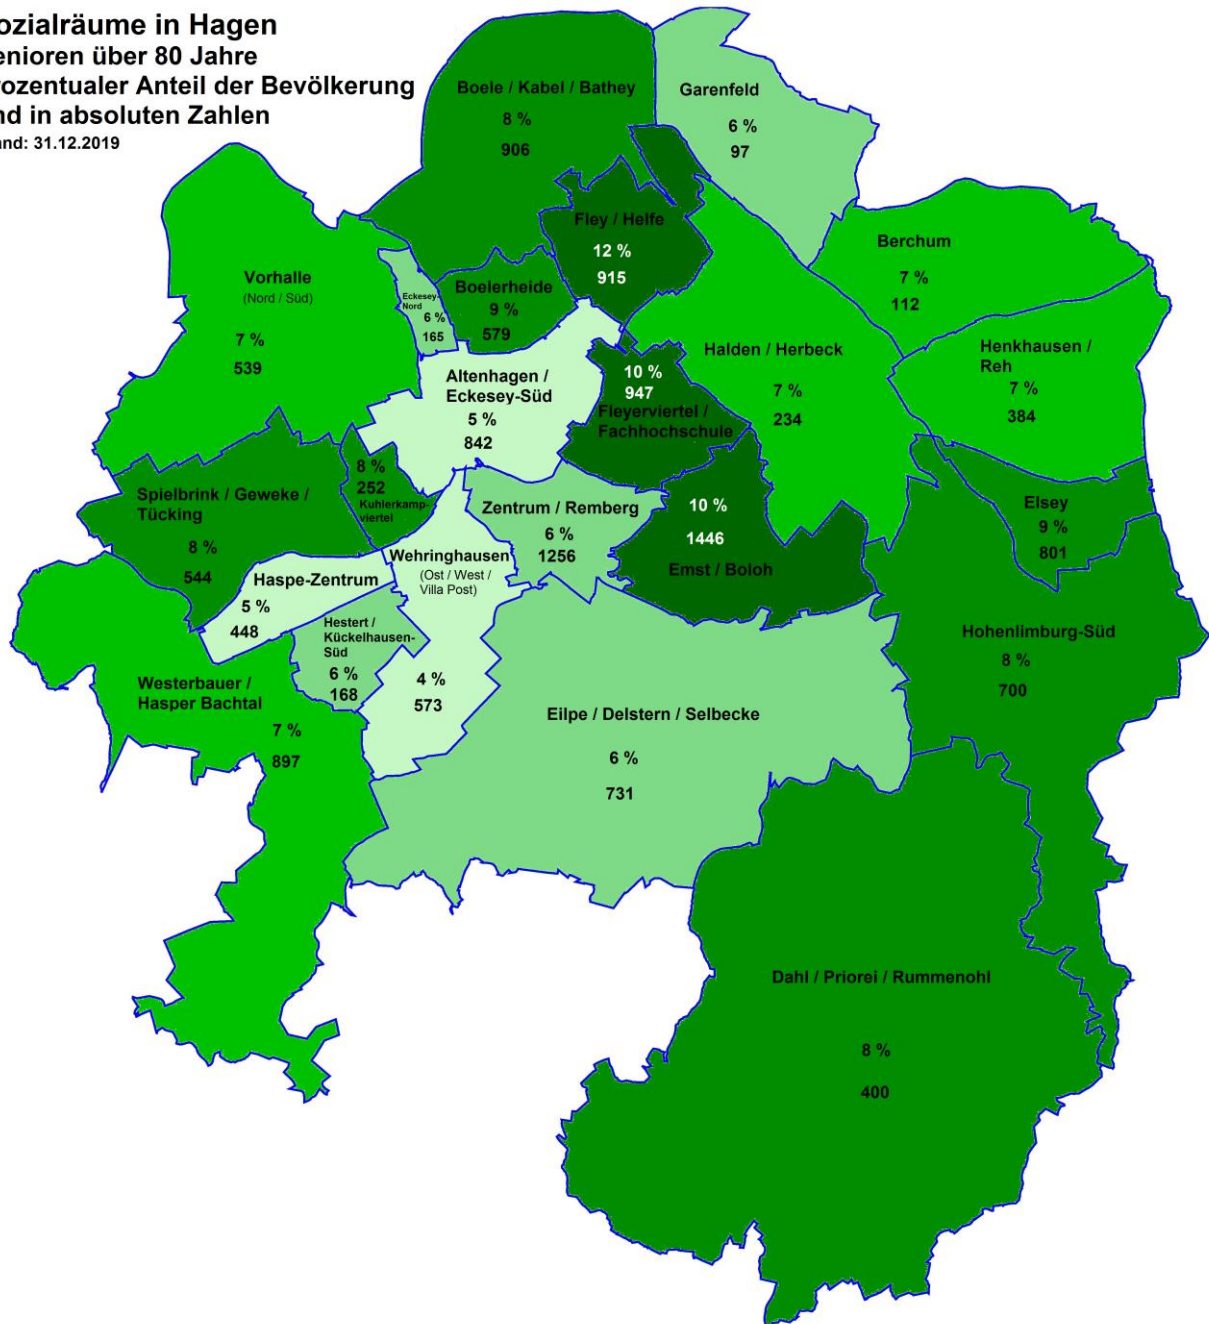 ozialräume in Hagen
enioren über 80 Jahre
rozentualer Anteil der Bevölkerung
nd in absoluten Zahlen
and: 31.12.2019
Boele / Kabel / Bathey
8 %
906
Garenfeld
6 %
97
Fley / Helfe
12 %
915
Berchum
7 %
112
Vorhalle
(Nord / Süd)
7 %
539
Eckesey-
Nord
6 %
165
Boelerheide
9 %
579
Halden / Herbeck
7 %
234
Henkhausen /
Reh
7 %
384
Altenhagen /
Eckesey-Süd
5 %
842
10 %
947
Fleyerviertel /
Fachhochschule
Spielbrink / Geweke /
Tücking
8 %
544
8 %
252
Kuhlerkamp-
viertel
Zentrum / Remberg
6 %
1256
10 %
1446
Emst / Boloh
Elsey
9 %
801
Wehringhausen
(Ost / West /
Villa Post)
4 %
573
Haspe-Zentrum
5 %
448
Hestert /
Kückelhausen-
Süd
6 %
168
Hohenlimburg-Süd
8 %
700
Westerbauer /
Hasper Bachtal
7 %
897
Eilpe / Delstern / Selbecke
6 %
731
Dahl / Priorei / Rummenohl
8 %
400